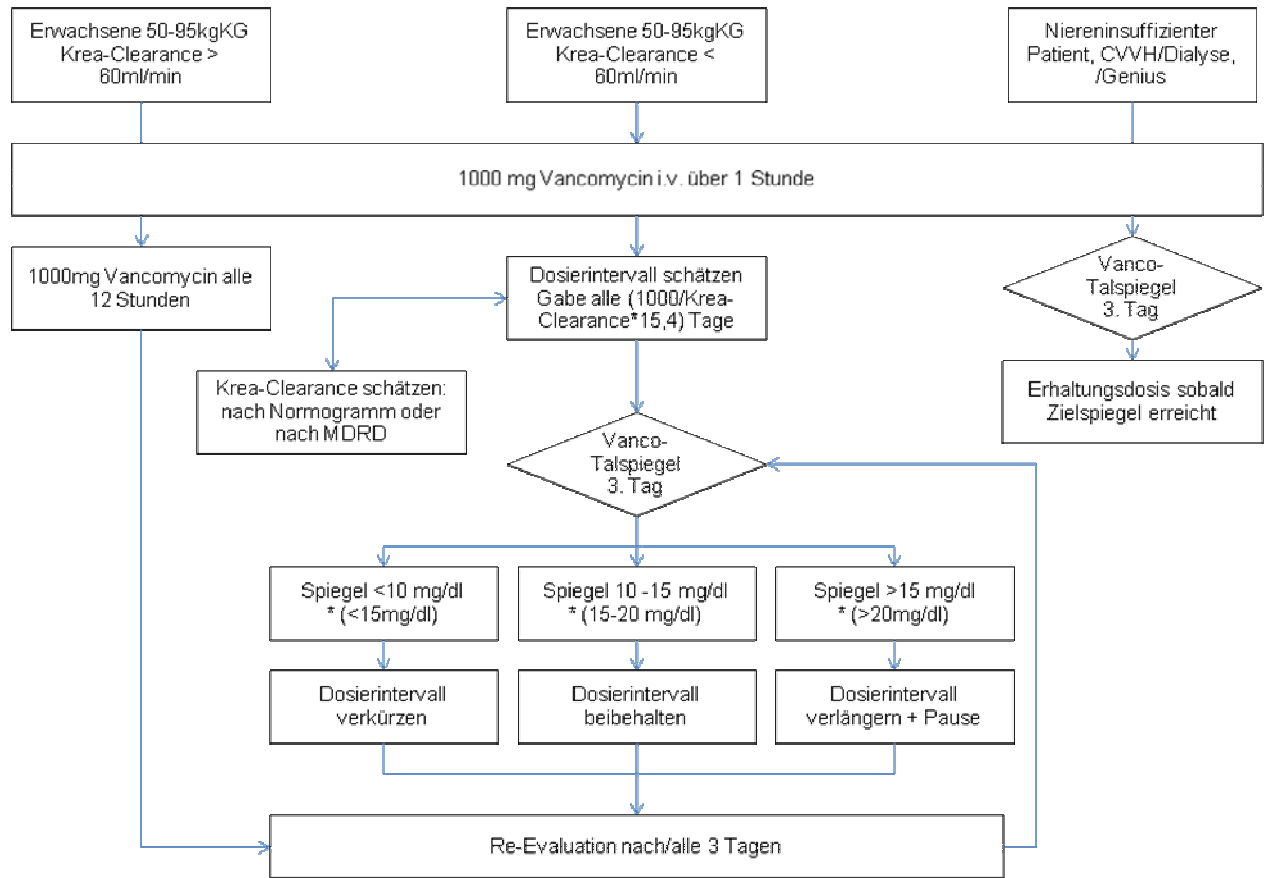 Erwachsene 50-95kgKG
Krea-Clearance >
60ml/min
Erwachsene 50-95kgKG
Krea-Clearance <
60ml/min
Niereninsuffizienter
Patient, CVVH/Dialyse,
/Genius
1000 mg Vancomycin i.v. über 1 Stunde
1000mg Vancomycin alle
12 Stunden
Dosierintervall schätzen
Gabe alle (1000/Krea-
Clearance*15,4) Tage
Vanco-
Talspiegel
3. Tag
Krea-Clearance schätzen:
nach Normogramm oder
nach MDRD
Erhaltungsdosis sobald
Zielspiegel erreicht
Vanco-
Talspiegel
3. Tag
Spiegel <10 mg/dl
* (<15mg/dl)
Spiegel 10 -15 mg/dl
* (15-20 mg/dl)
Spiegel >15 mg/dl
* (>20mg/dl)
Dosierintervall
verkürzen
Dosierintervall
beibehalten
Dosierintervall
verlängern + Pause
Re-Evaluation nach/alle 3 Tagen